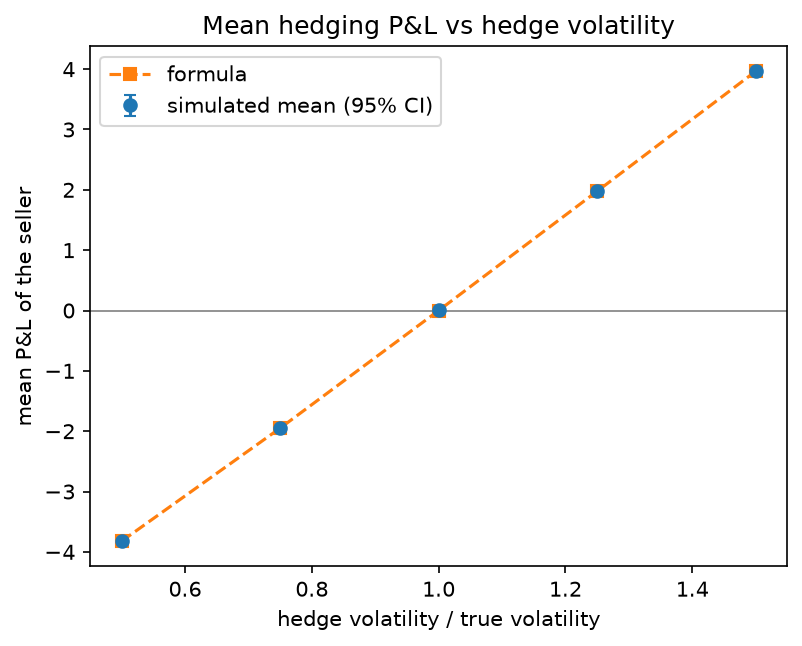 Mean hedging P&L vs hedge volatility
formula
simulated mean (95% CI)
mean P&L of the seller
4
3
2
1
0
−1
−2
−3
−4
0.6 0.8 1.0 1.2 1.4
hedge volatility / true volatility